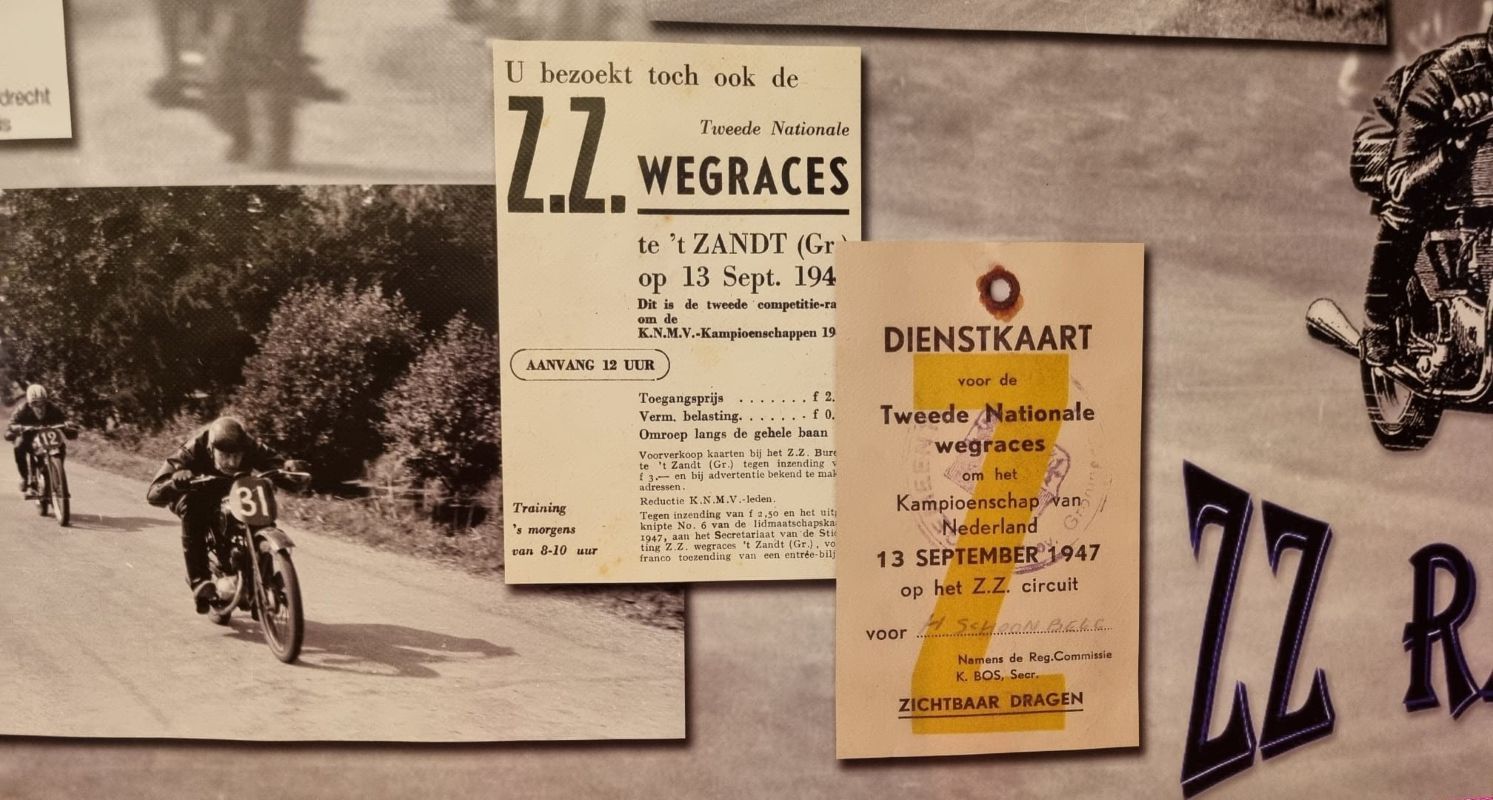 drecht
U bezoekt toch ook de
Z.Z.
Tweede Nationale
WEGRACES
te 't ZANDT (Gr.
op 13 Sept. 194
Dit is de tweede competitie-ra
om de
K.N.M.V.-Kampioenschappen 19
AANVANG 12 UUR
Toegangsprijs . . . . . . . f 2.
Verm. belasting. . . . . . . f 0.
Omroep langs de gehele baan
Voorverkoop kaarten bij het Z.Z. Bure
te 't Zandt (Gr.) tegen inzending v
f 3.— en bij advertentie bekend te mak
adressen.
Reductie K.N.M.V.-leden.
Tegen inzending van f 2,50 en het uit
knipte No. 6 van de lidmaatschapska
1947, aan het Secretariaat van de Stic
ting Z.Z. wegraces 't Zandt (Gr.), vo
franco toezending van een entrée-bilj
Training
's morgens
van 8-10 uur
112
31
DIENSTKAART
voor de
Tweede Nationale
wegraces
om het
Kampioenschap van
Nederland
13 SEPTEMBER 1947
op het Z.Z. circuit
voor H SCHOONBEEG
Namens de Reg.Commissie
K. BOS, Secr.
ZICHTBAAR DRAGEN
Z
ZZ R